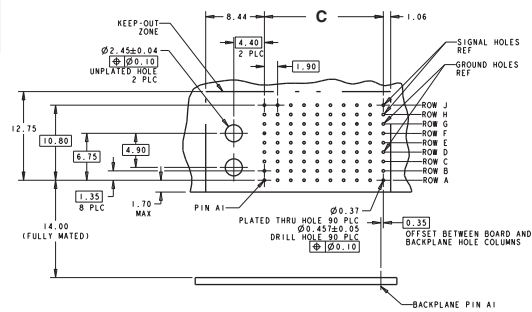 8.44
C
1.06
KEEP-OUT
ZONE
4.40
2 PLC
SIGNAL HOLES
REF
GROUND HOLES
REF
Ø2.45±0.04
⌖ Ø0.10
UNPLATED HOLE
2 PLC
1.90
12.75
10.80
6.75
4.90
ROW J
ROW H
ROW G
ROW F
ROW E
ROW D
ROW C
ROW B
ROW A
1.35
8 PLC
1.70
MAX
PIN A1
Ø0.37
PLATED THRU HOLE 90 PLC
Ø0.457±0.05
DRILL HOLE 90 PLC
⌖ Ø0.10
0.35
OFFSET BETWEEN BOARD AND
BACKPLANE HOLE COLUMNS
14.00
(FULLY MATED)
BACKPLANE PIN A1